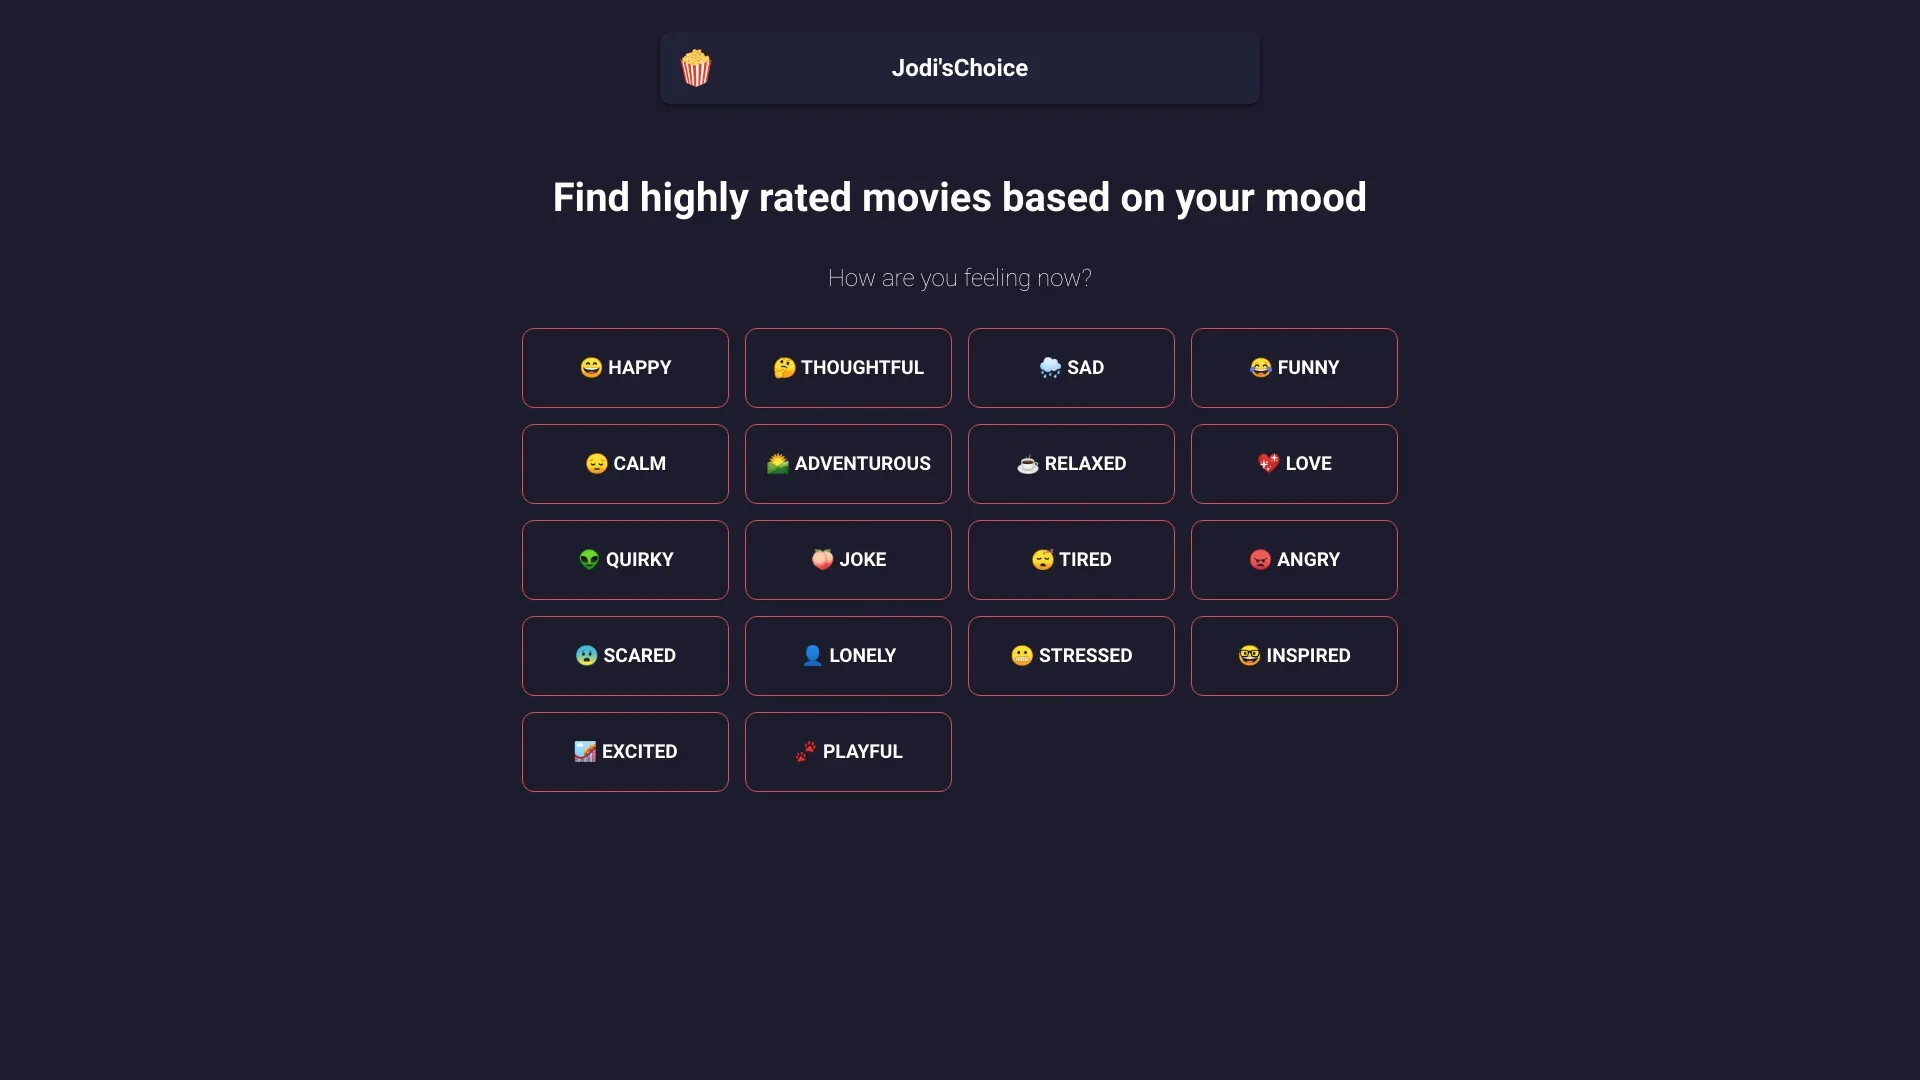 Jodi'sChoice
Find highly rated movies based on your mood
How are you feeling now?
😄 HAPPY
🤔 THOUGHTFUL
🌧️ SAD
😂 FUNNY
😔 CALM
🌄 ADVENTUROUS
☕ RELAXED
💖 LOVE
👽 QUIRKY
🍑 JOKE
😴 TIRED
😡 ANGRY
😰 SCARED
👤 LONELY
😬 STRESSED
🤓 INSPIRED
🎢 EXCITED
🐾 PLAYFUL